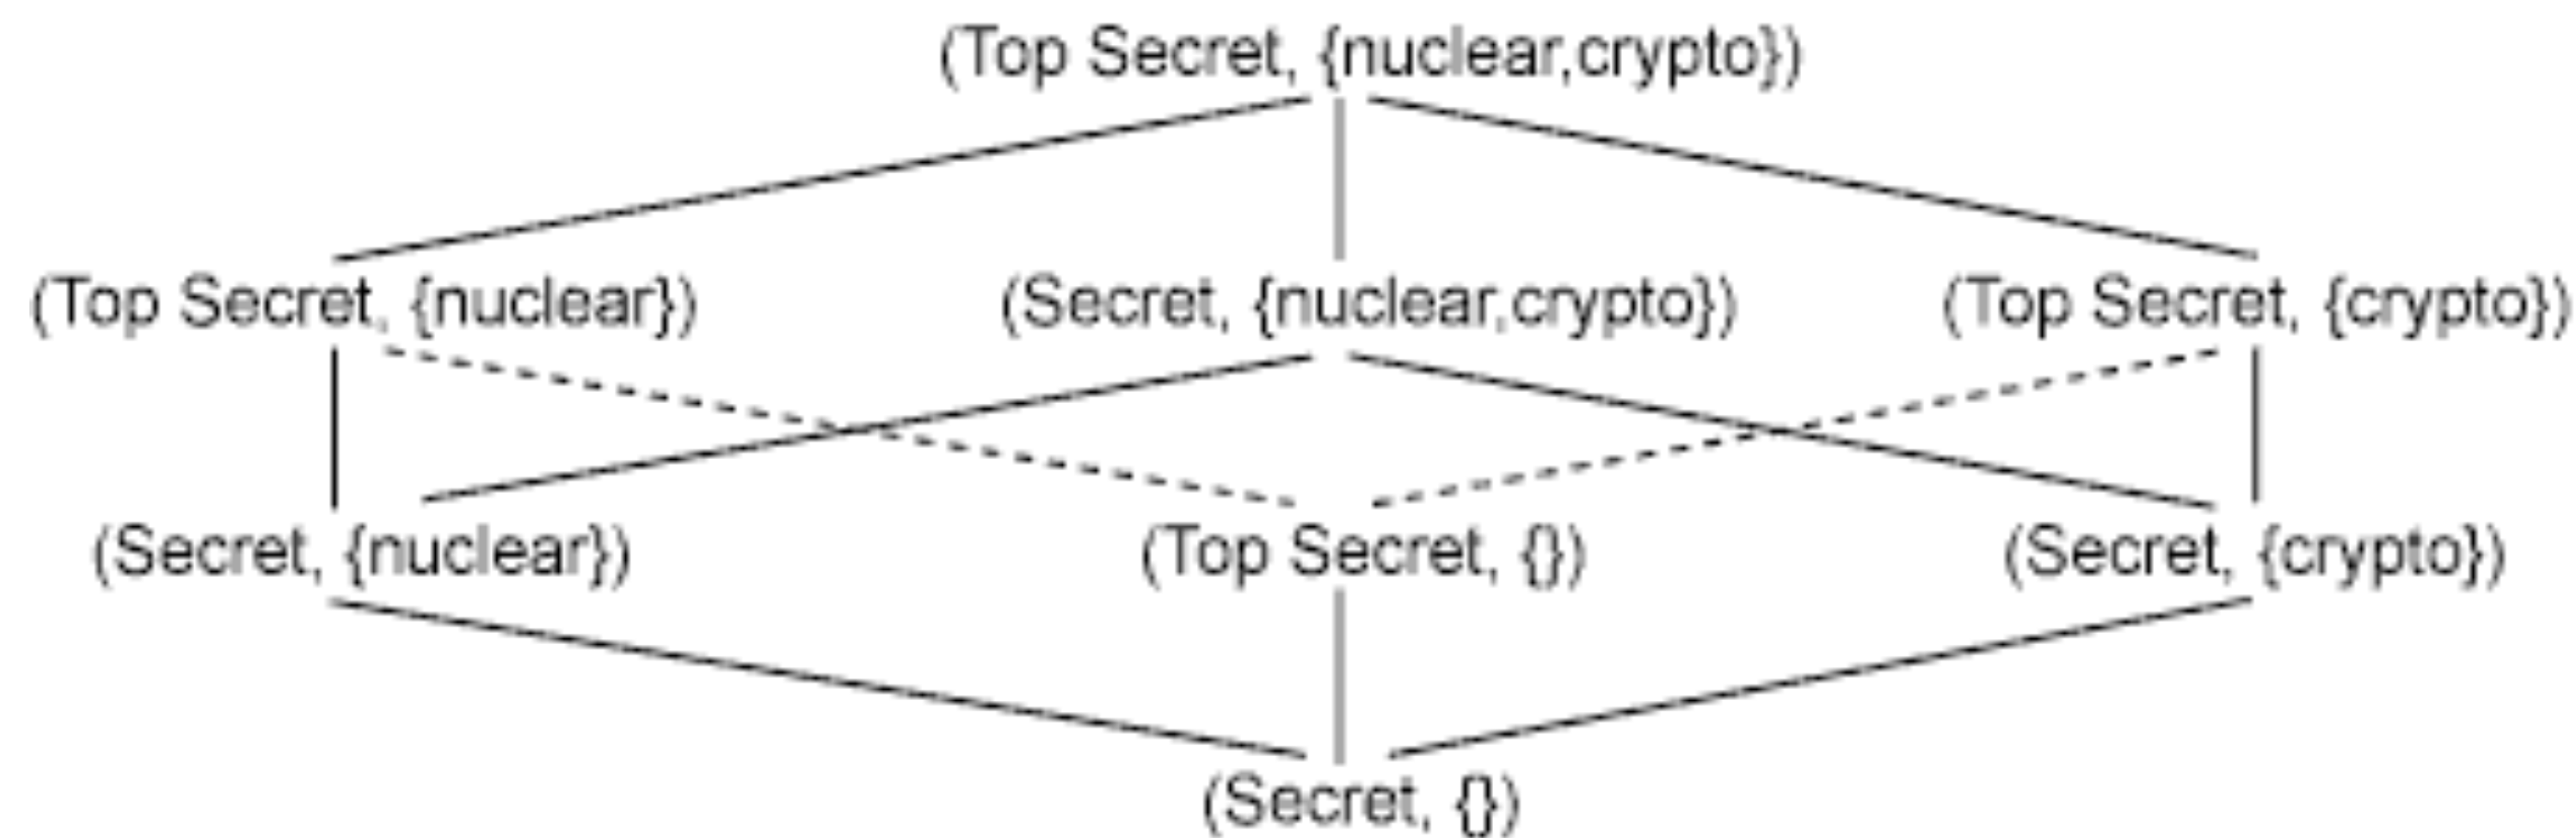 (Top Secret, {nuclear,crypto})
(Top Secret, {nuclear})
(Secret, {nuclear,crypto})
(Top Secret, {crypto})
(Secret, {nuclear})
(Top Secret, {})
(Secret, {crypto})
(Secret, {})